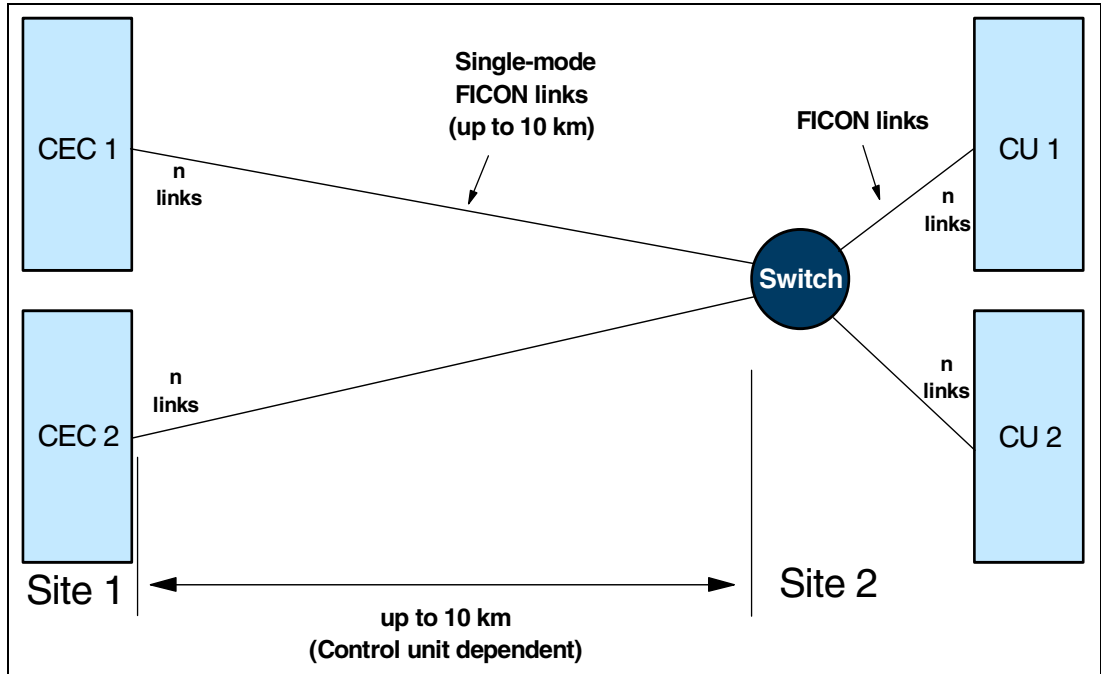 Single-mode
FICON links
(up to 10 km)
FICON links
CEC 1
n
links
CU 1
n
links
Switch
CEC 2
n
links
CU 2
n
links
Site 1
Site 2
up to 10 km
(Control unit dependent)